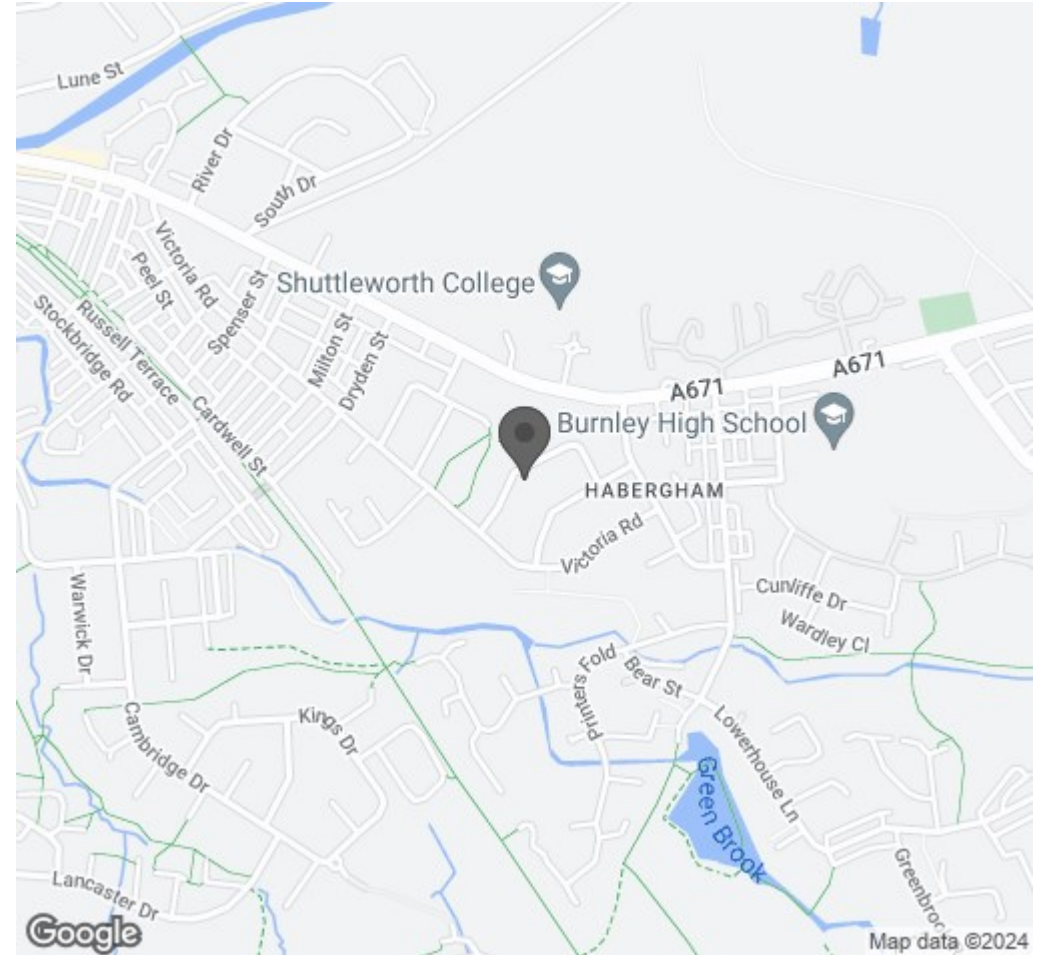 Lune St
River Dr
South Dr
Victoria Rd
Peel St
Spenser St
Shuttleworth College
Stockbridge Rd
Russell Terrace
Milton St
Dryden St
A671
A671
Cardwell St
Burnley High School
HABERGHAM
Victoria Rd
Warwick Dr
Cunliffe Dr
Wardley Cl
Printers Fold
Bear St
Kings Dr
Cambridge Dr
Lowerhouse Ln
Green Brook
Lancaster Dr
Google
Map data ©2024